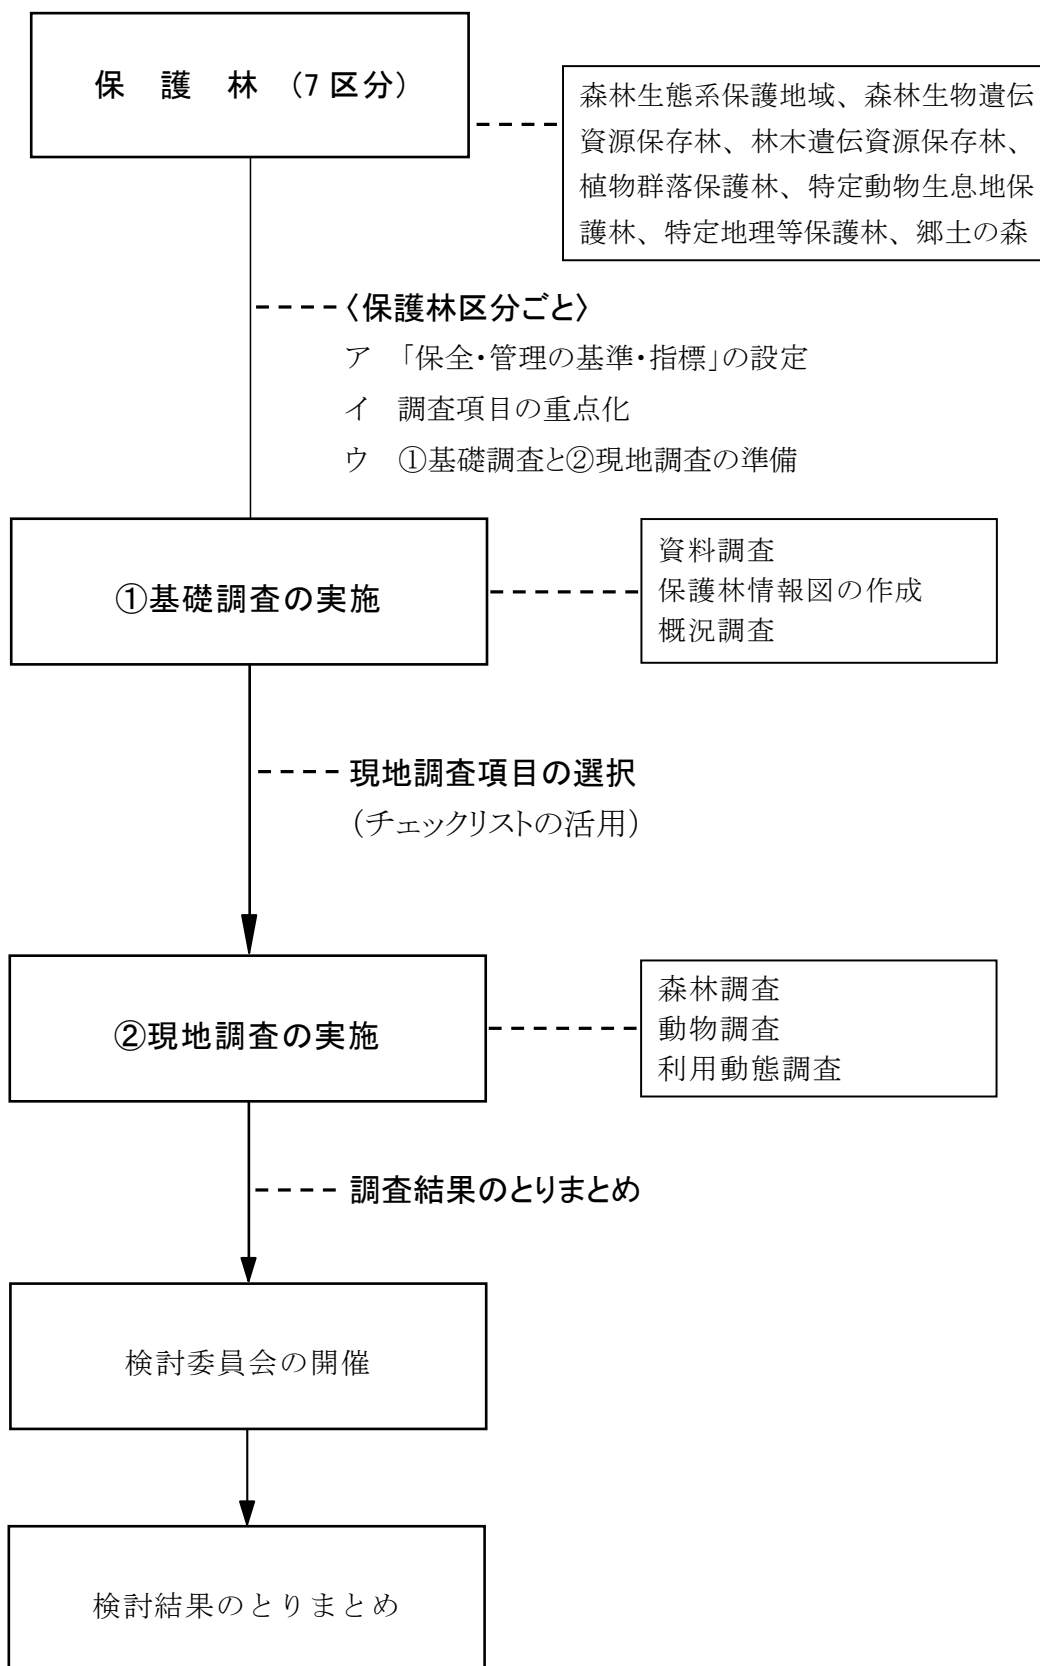 保 護 林 (7 区分)
森林生態系保護地域、森林生物遺伝
資源保存林、林木遺伝資源保存林、
植物群落保護林、特定動物生息地保
護林、特定地理等保護林、郷土の森
〈保護林区分ごと〉
ア 「保全・管理の基準・指標」の設定
イ 調査項目の重点化
ウ ①基礎調査と②現地調査の準備
①基礎調査の実施
資料調査
保護林情報図の作成
概況調査
現地調査項目の選択
(チェックリストの活用)
②現地調査の実施
森林調査
動物調査
利用動態調査
調査結果のとりまとめ
検討委員会の開催
検討結果のとりまとめ